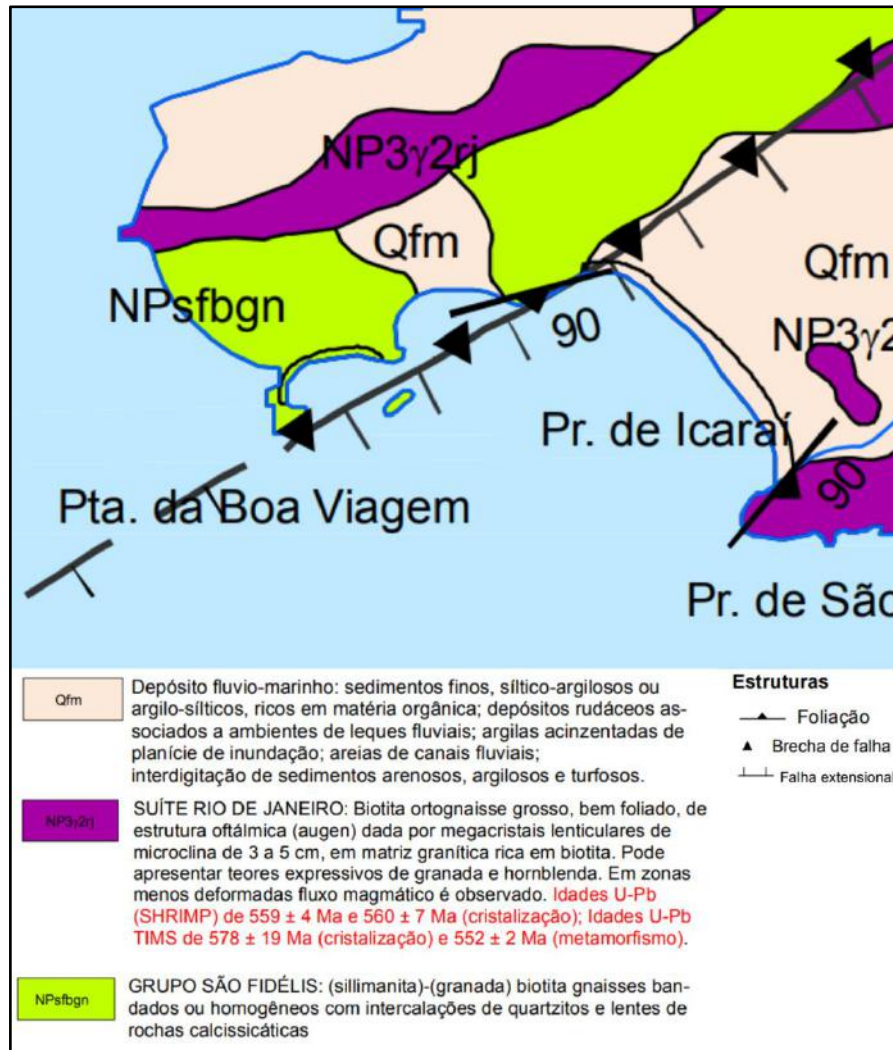 NP3γ2rj
Qfm
NPsfbgn
Qfm
NP3γ2
90
Pr. de Icaraí
90
Pta. da Boa Viagem
Pr. de São
Qfm
Depósito fluvio-marinho: sedimentos finos, síltico-argilosos ou
argilo-sílticos, ricos em matéria orgânica; depósitos rudáceos as-
sociados a ambientes de leques fluviais; argilas acinzentadas de
planície de inundação; areias de canais fluviais;
interdigitação de sedimentos arenosos, argilosos e turfosos.
Estruturas
Foliação
Brecha de falha
Falha extensional
NP3γ2rj
SUÍTE RIO DE JANEIRO: Biotita ortognaisse grosso, bem foliado, de
estrutura oftálmica (augen) dada por megacristais lenticulares de
microclina de 3 a 5 cm, em matriz granítica rica em biotita. Pode
apresentar teores expressivos de granada e hornblenda. Em zonas
menos deformadas fluxo magmático é observado. Idades U-Pb
(SHRIMP) de 559 ± 4 Ma e 560 ± 7 Ma (cristalização); Idades U-Pb
TIMS de 578 ± 19 Ma (cristalização) e 552 ± 2 Ma (metamorfismo).
NPsfbgn
GRUPO SÃO FIDÉLIS: (sillimanita)-(granada) biotita gnaisses ban-
dados ou homogêneos com intercalações de quartzitos e lentes de
rochas calcissicáticas